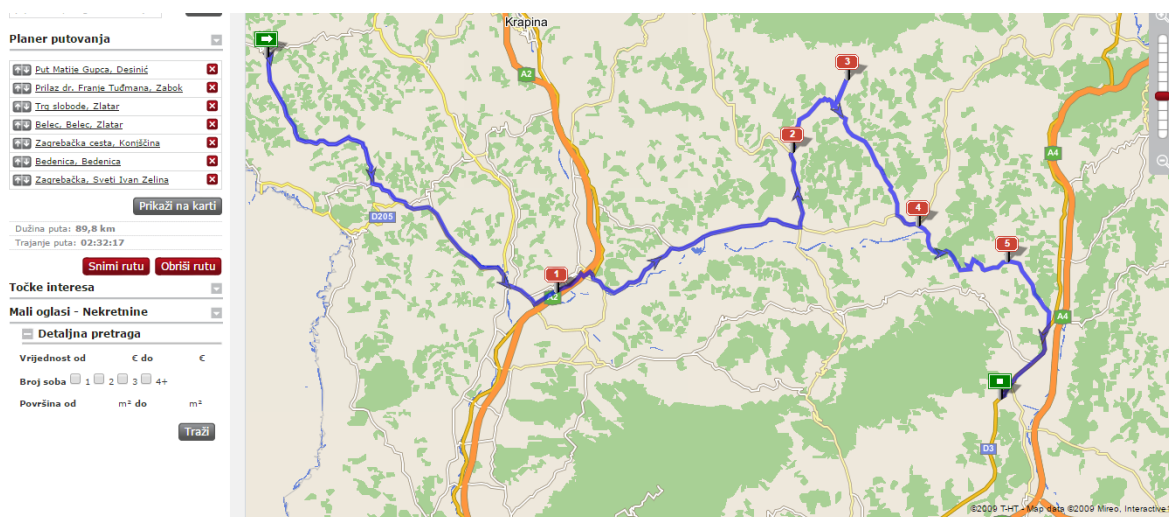 Planer putovanja
Put Matije Gupca, Desinić
Prilaz dr. Franje Tuđmana, Zabok
Trg slobode, Zlatar
Belec, Belec, Zlatar
Zagrebačka cesta, Konjščina
Bedenica, Bedenica
Zagrebačka, Sveti Ivan Zelina
Prikaži na karti
Dužina puta: 89,8 km
Trajanje puta: 02:32:17
Snimi rutu Obriši rutu
Točke interesa
Mali oglasi - Nekretnine
Detaljna pretraga
Vrijednost od € do €
Broj soba 1 2 3 4+
Površina od m² do m²
Traži
Krapina
A2
3
2
A4
D205
4
5
1
A2
A4
D3
©2009 T-HT - Map data ©2009 Mireo, Interactive